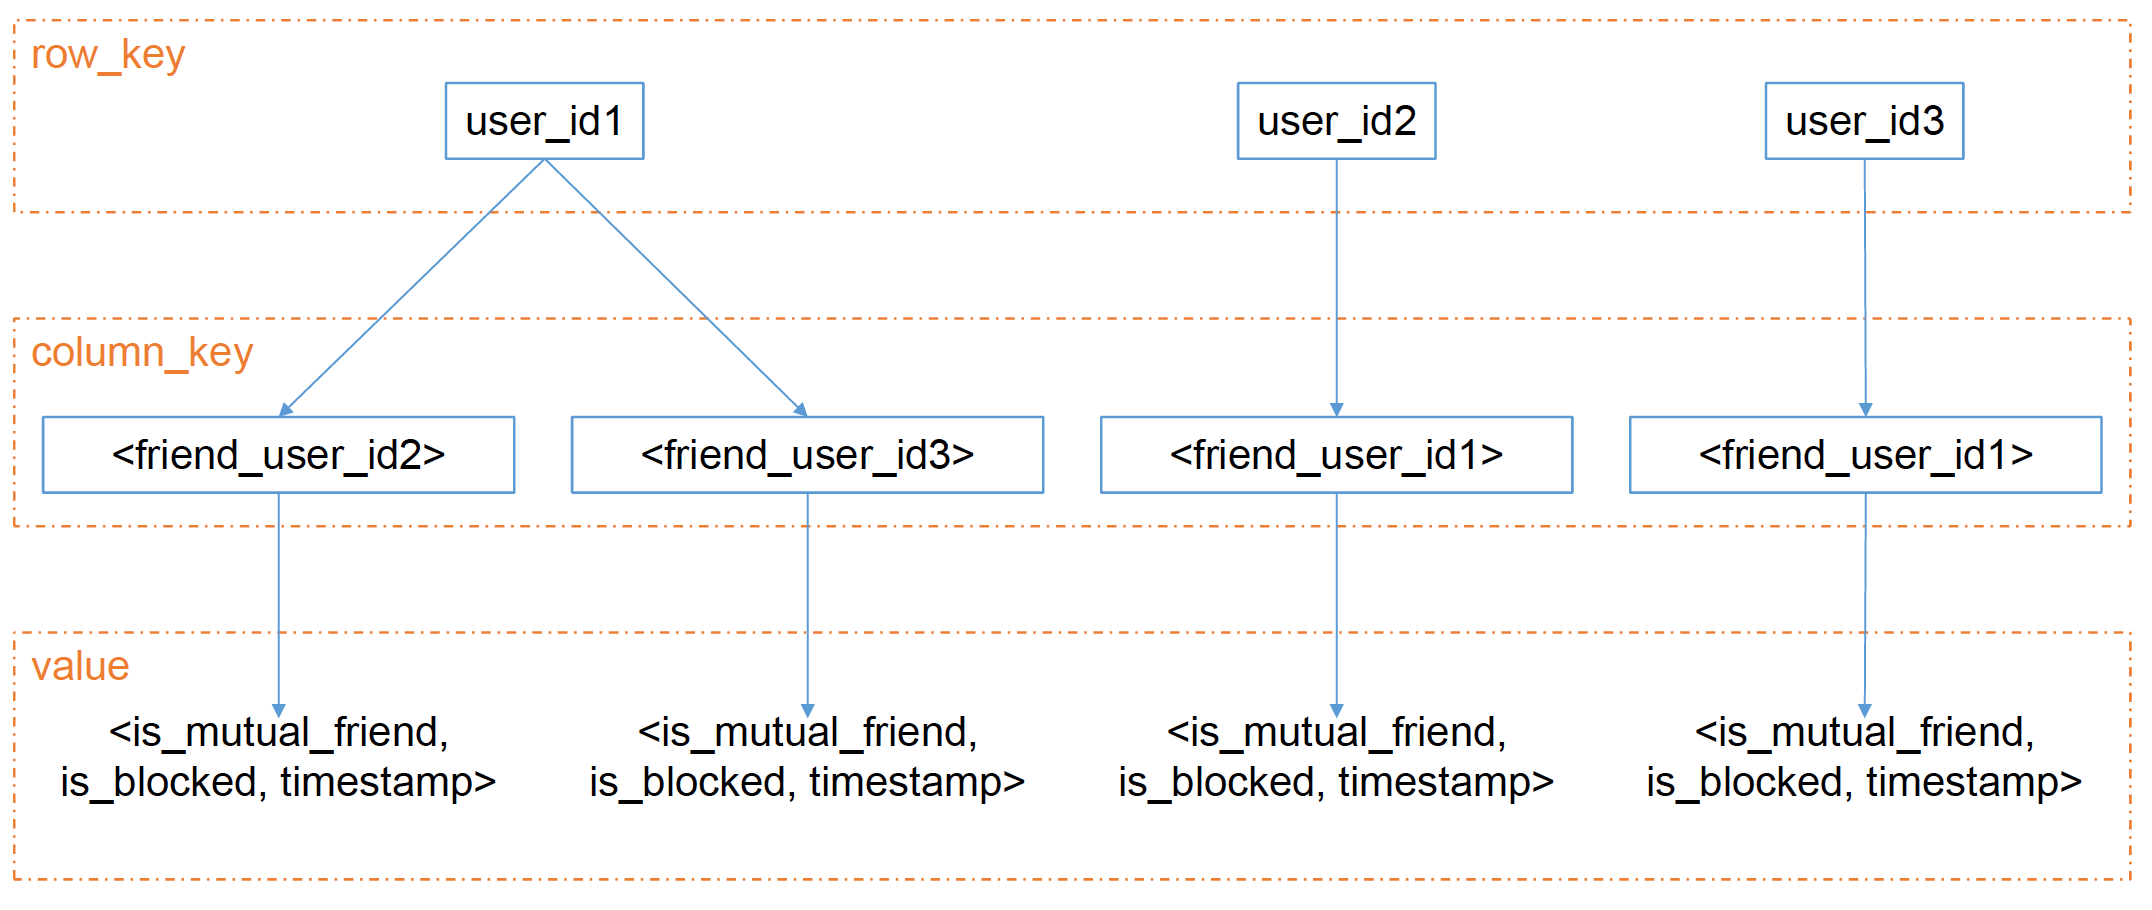 row_key
user_id1
user_id2
user_id3
column_key
<friend_user_id2>
<friend_user_id3>
<friend_user_id1>
<friend_user_id1>
value
<is_mutual_friend,
is_blocked, timestamp>
<is_mutual_friend,
is_blocked, timestamp>
<is_mutual_friend,
is_blocked, timestamp>
<is_mutual_friend,
is_blocked, timestamp>